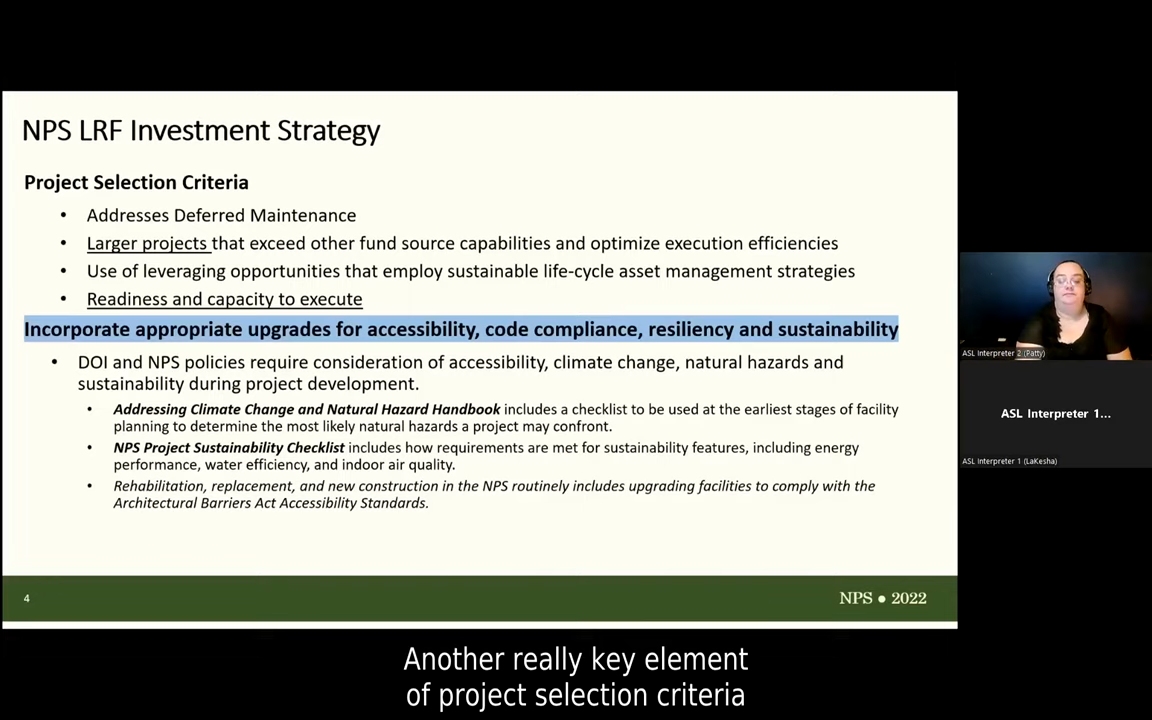 NPS LRF Investment Strategy
Project Selection Criteria
• Addresses Deferred Maintenance
• Larger projects that exceed other fund source capabilities and optimize execution efficiencies
• Use of leveraging opportunities that employ sustainable life-cycle asset management strategies
• Readiness and capacity to execute
Incorporate appropriate upgrades for accessibility, code compliance, resiliency and sustainability
• DOI and NPS policies require consideration of accessibility, climate change, natural hazards and
sustainability during project development.
• Addressing Climate Change and Natural Hazard Handbook includes a checklist to be used at the earliest stages of facility
planning to determine the most likely natural hazards a project may confront.
• NPS Project Sustainability Checklist includes how requirements are met for sustainability features, including energy
performance, water efficiency, and indoor air quality.
• Rehabilitation, replacement, and new construction in the NPS routinely includes upgrading facilities to comply with the
Architectural Barriers Act Accessibility Standards.
4
NPS ● 2022
ASL Interpreter 2 (Patty)
ASL Interpreter 1...
ASL Interpreter 1 (LaKesha)
Another really key element
of project selection criteria